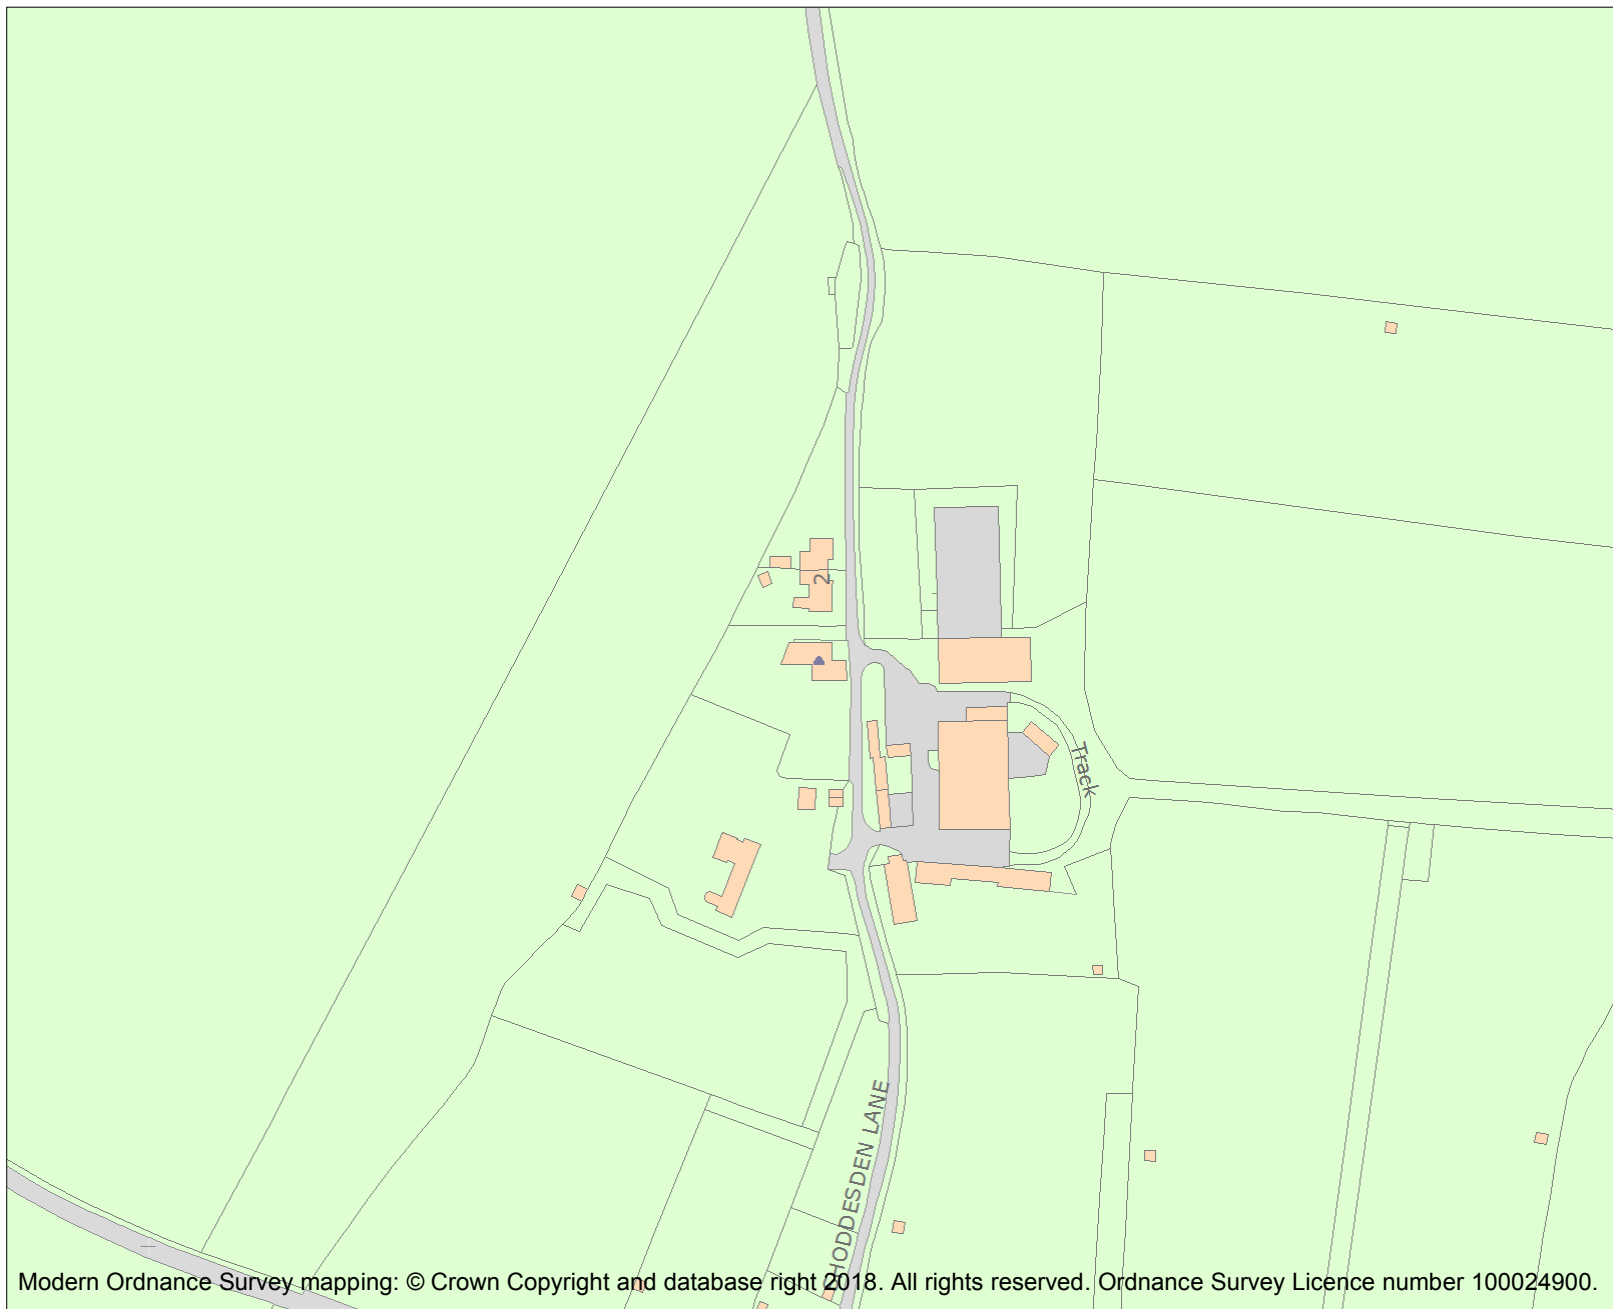 2
Track
SHODDESDEN LANE
Modern Ordnance Survey mapping: © Crown Copyright and database right 2018. All rights reserved. Ordnance Survey Licence number 100024900.